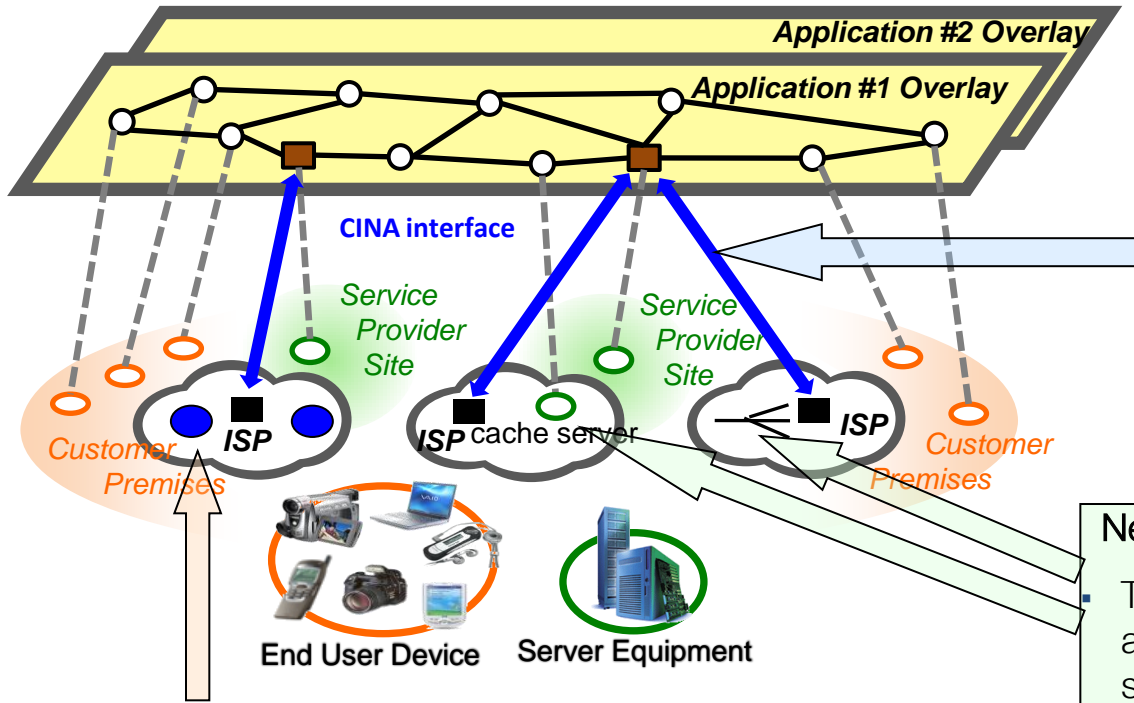 Application #2 Overlay
Application #1 Overlay
CINA interface
Service
Provider
Site
Service
Provider
Site
ISP
ISP
cache server
ISP
Customer
Premises
Customer
Premises
VAIO
End User Device
Server Equipment